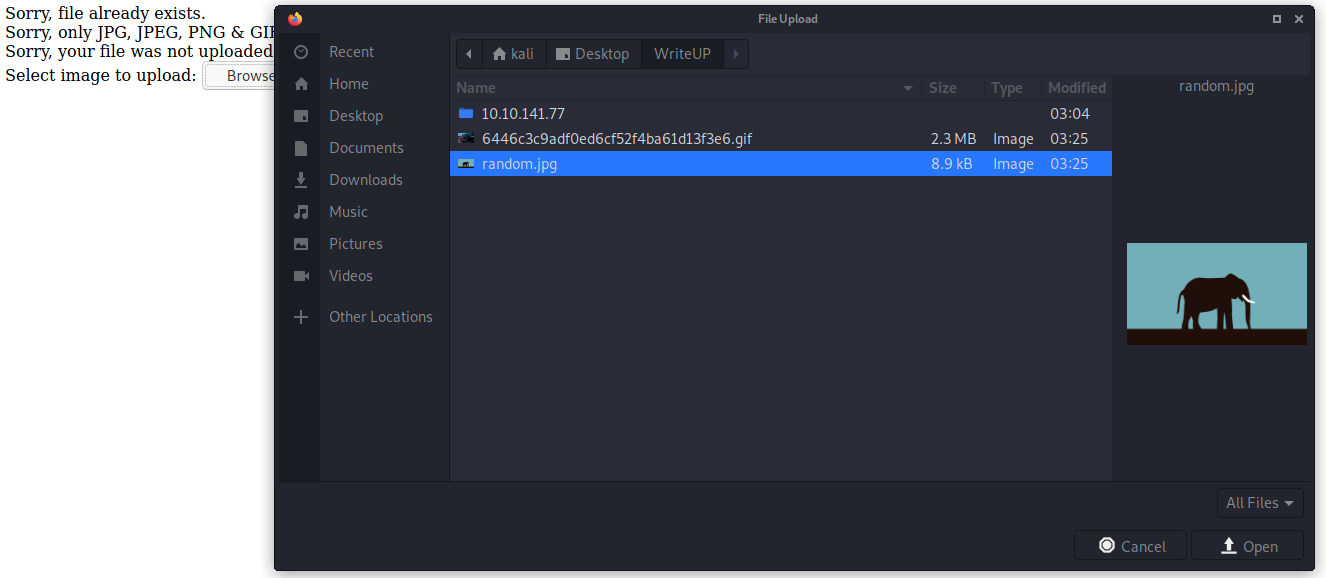 Sorry, file already exists.
Sorry, only JPG, JPEG, PNG & GIF
Sorry, your file was not uploaded
Select image to upload: Browse
File Upload
Recent
Home
Desktop
Documents
Downloads
Music
Pictures
Videos
Other Locations
kali Desktop WriteUP
Name Size Type Modified
10.10.141.77 03:04
6446c3c9adf0ed6cf52f4ba61d13f3e6.gif 2.3 MB Image 03:25
random.jpg 8.9 kB Image 03:25
random.jpg
All Files
Cancel Open